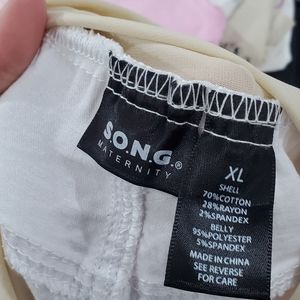 S.O.N.G.®
MATERNITY
XL
SHELL
70%COTTON
28%RAYON
2%SPANDEX
BELLY
95%POLYESTER
5%SPANDEX
MADE IN CHINA
SEE REVERSE
FOR CARE